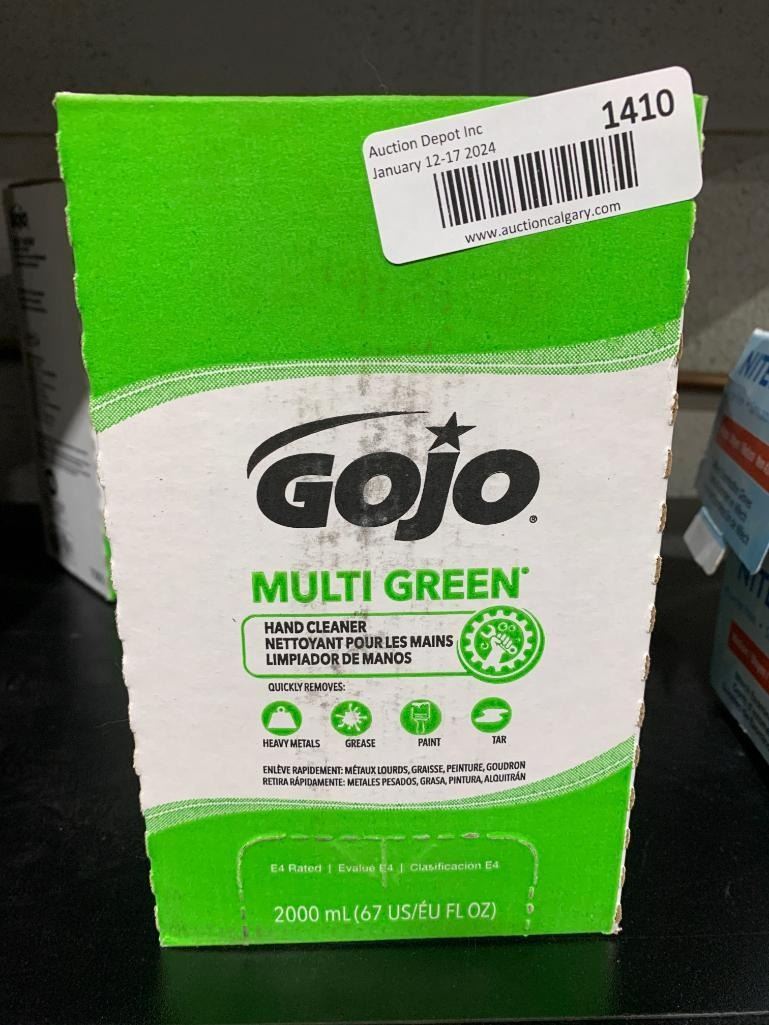 1410
Auction Depot Inc
January 12-17 2024
www.auctioncalgary.com
GOJO®
MULTI GREEN®
HAND CLEANER
NETTOYANT POUR LES MAINS
LIMPIADOR DE MANOS
QUICKLY REMOVES:
HEAVY METALS GREASE PAINT TAR
ENLÈVE RAPIDEMENT: MÉTAUX LOURDS, GRAISSE, PEINTURE, GOUDRON
RETIRA RÁPIDAMENTE: METALES PESADOS, GRASA, PINTURA, ALQUITRÁN
E4 Rated | Evalué E4 | Clasificación E4
2000 mL (67 US/ÉU FL OZ)
NITE
NITE